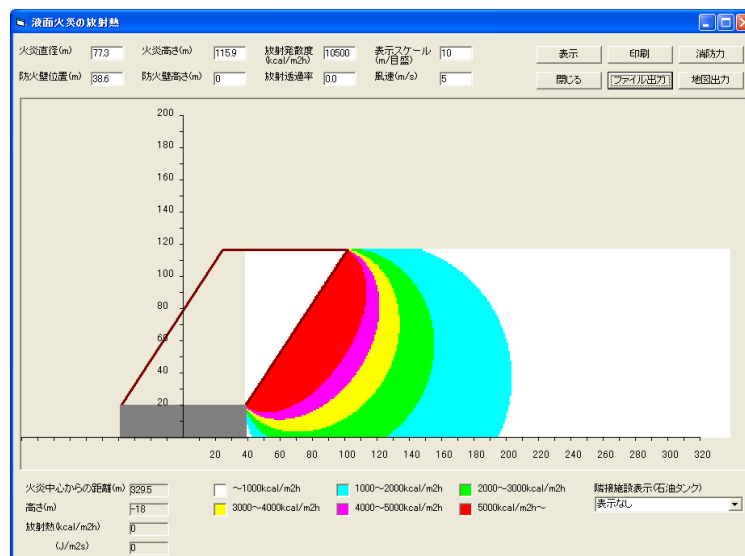 液面火災の放射熱
火炎直径(m) 77.3 火炎高さ(m) 115.9 放射発散度(kcal/m2h) 10500 表示スケール(m/目盛) 10 表示 印刷 消防力
防火壁位置(m) 38.6 防火壁高さ(m) 0 放射透過率 0.0 風速(m/s) 5 閉じる ファイル出力 地図出力
200
180
160
140
120
100
80
60
40
20
20 40 60 80 100 120 140 160 180 200 220 240 260 280 300 320
火炎中心からの距離(m) 329.5 ～1000kcal/m2h 1000～2000kcal/m2h 2000～3000kcal/m2h 隣接施設表示(石油タンク)
高さ(m) -18 3000～4000kcal/m2h 4000～5000kcal/m2h 5000kcal/m2h～ 表示なし
放射熱(kcal/m2h) 0
(J/m2s) 0